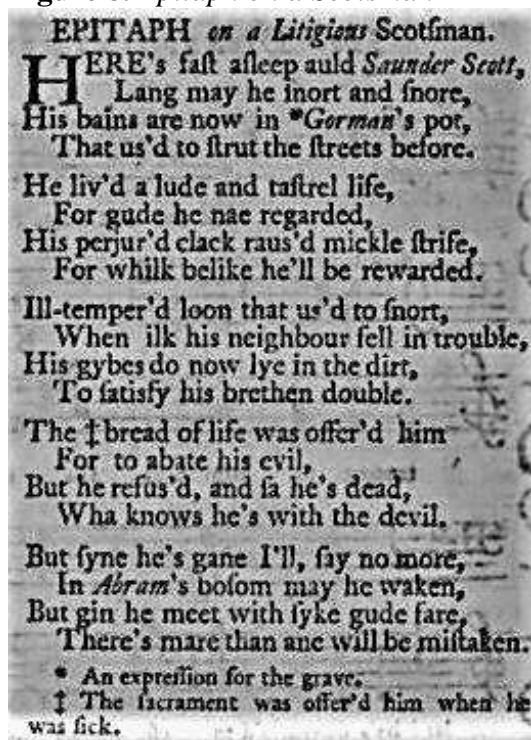 EPITAPH on a Litigious Scotſman.
HERE's faſt aſleep auld Saunder Scott,
Lang may he inort and ſnore,
His bains are now in *Gorman's pot,
That us'd to ſtrut the ſtreets before.
He liv'd a lude and taſtrel life,
For gude he nae regarded,
His perjur'd clack raus'd mickle ſtrife,
For whilk belike he'll be rewarded.
Ill-temper'd loon that us'd to ſnort,
When ilk his neighbour fell in trouble,
His gybes do now lye in the dirt,
To ſatisfy his brethen double.
The ‡ bread of life was offer'd him
For to abate his evil,
But he refus'd, and ſa he's dead,
Wha knows he's with the devil.
But ſyne he's gane I'll, ſay no more,
In Abram's boſom may he waken,
But gin he meet with ſyke gude fare,
There's mare than ane will be miſtaken.
* An expreſſion for the grave.
‡ The ſacrament was offer'd him when he
was ſick.